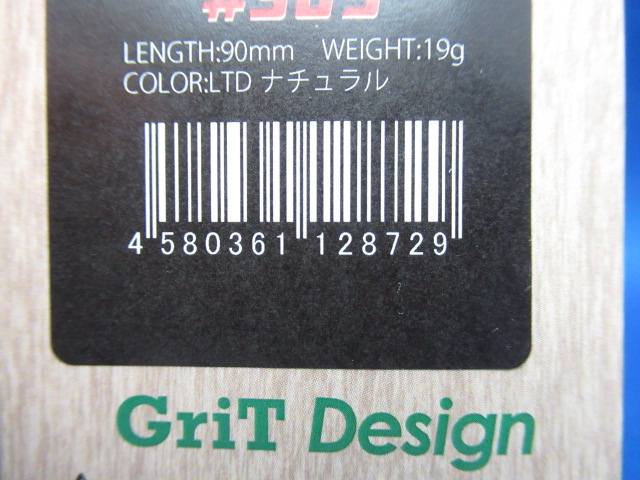 LENGTH:90mm WEIGHT:19g
COLOR:LTD ナチュラル
4 580361 128729
GriT Design